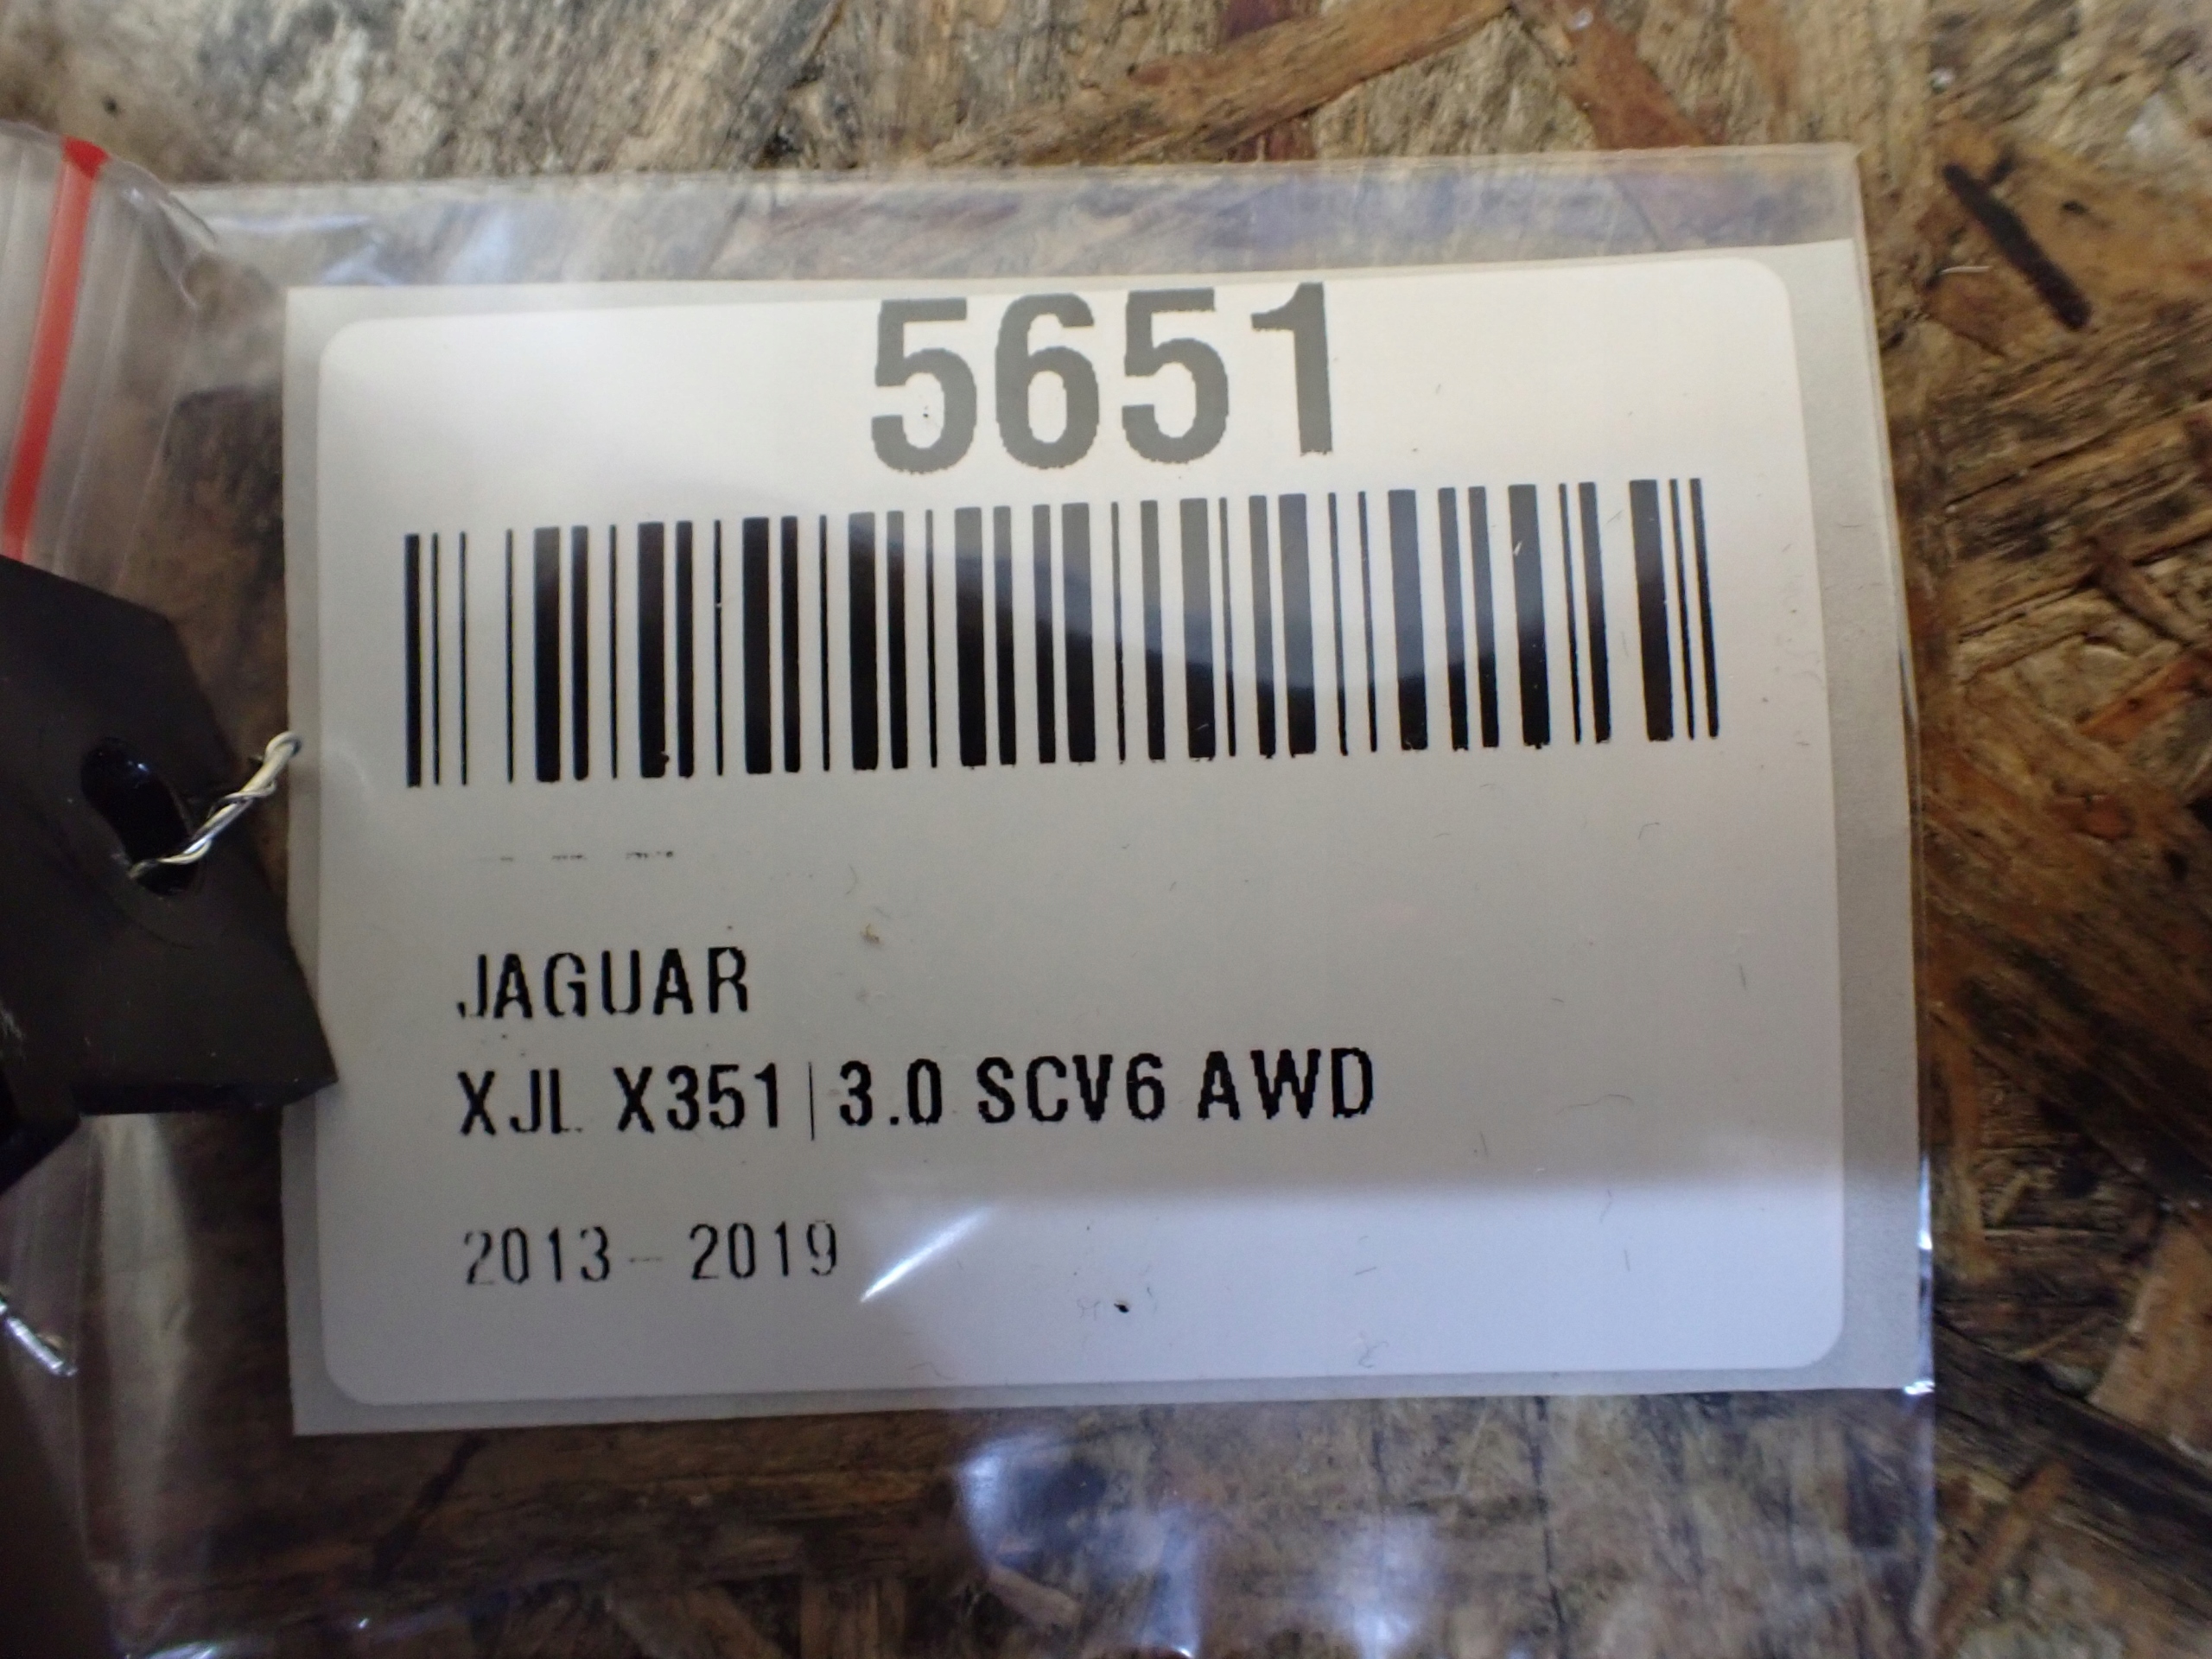 5651
JAGUAR
XJL X351|3.0 SCV6 AWD
2013 - 2019